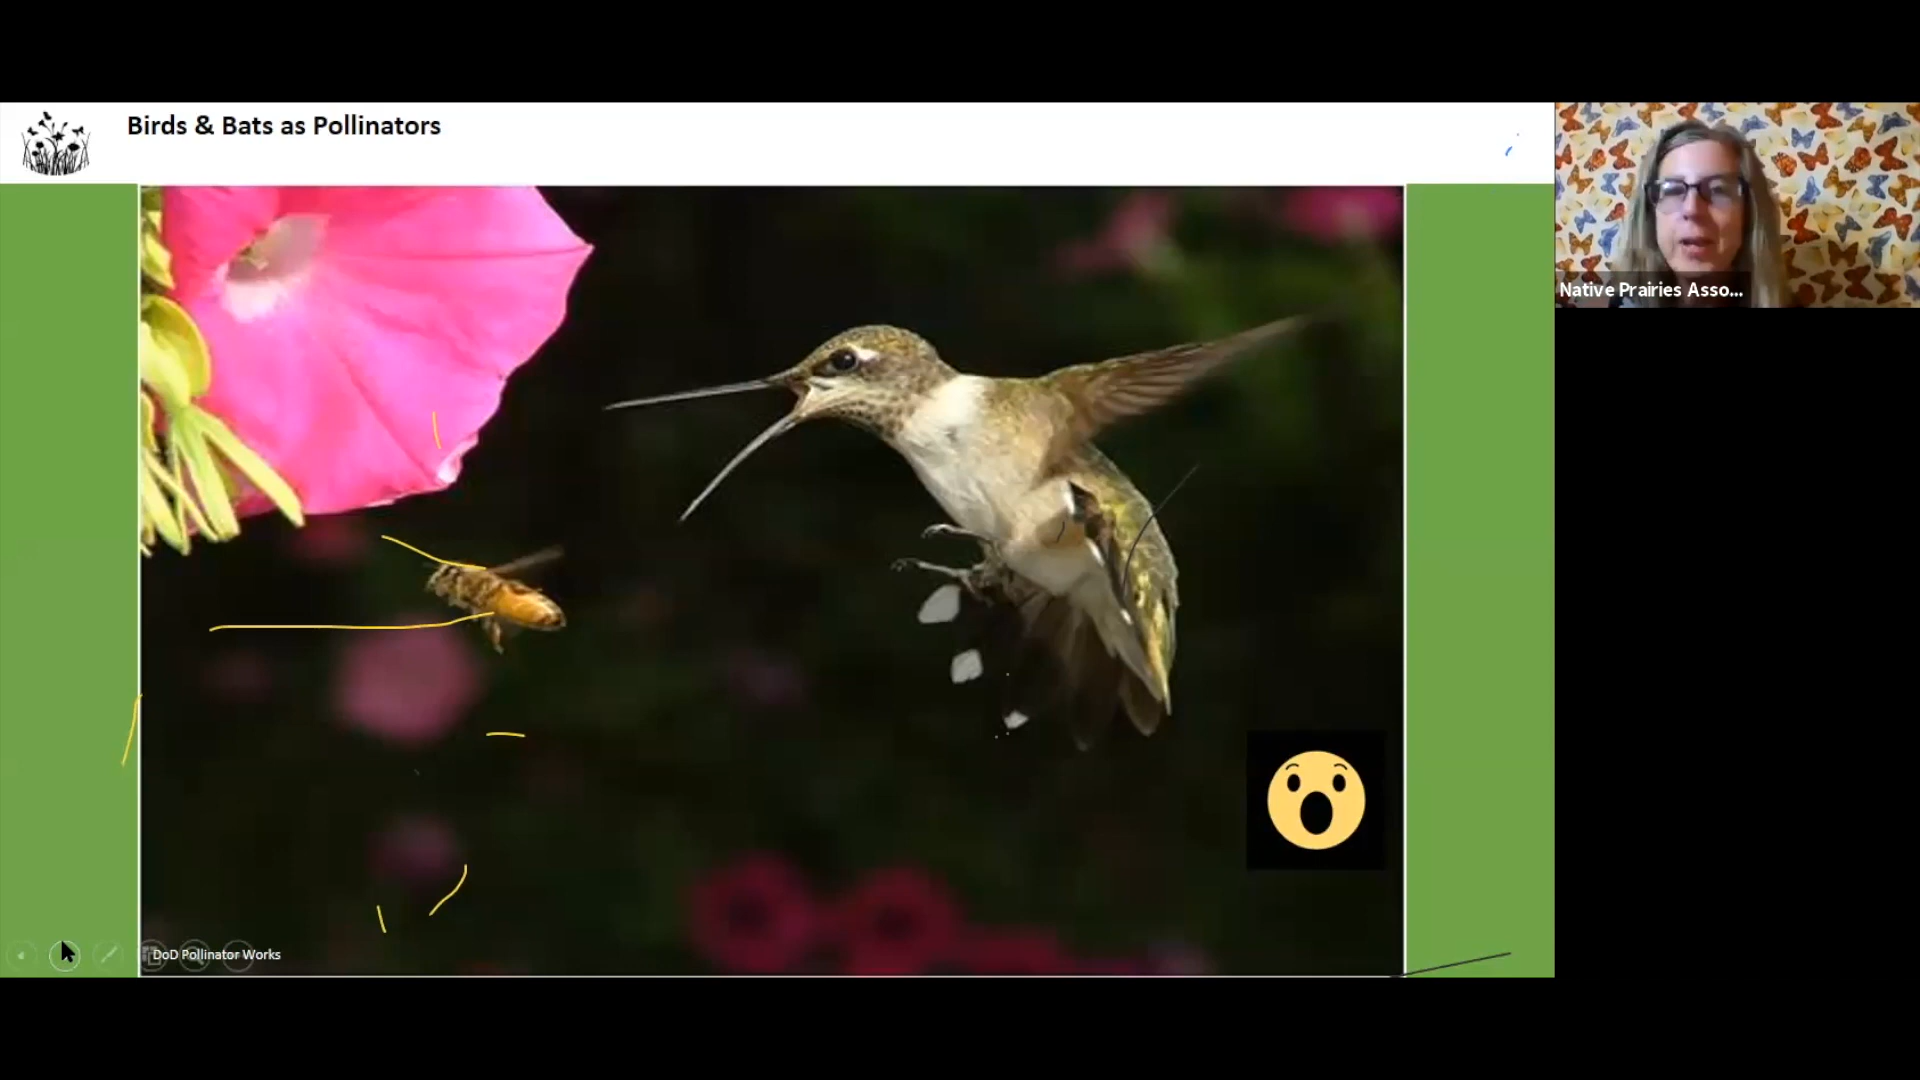 Birds & Bats as Pollinators
Native Prairies Asso...
DoD Pollinator Works